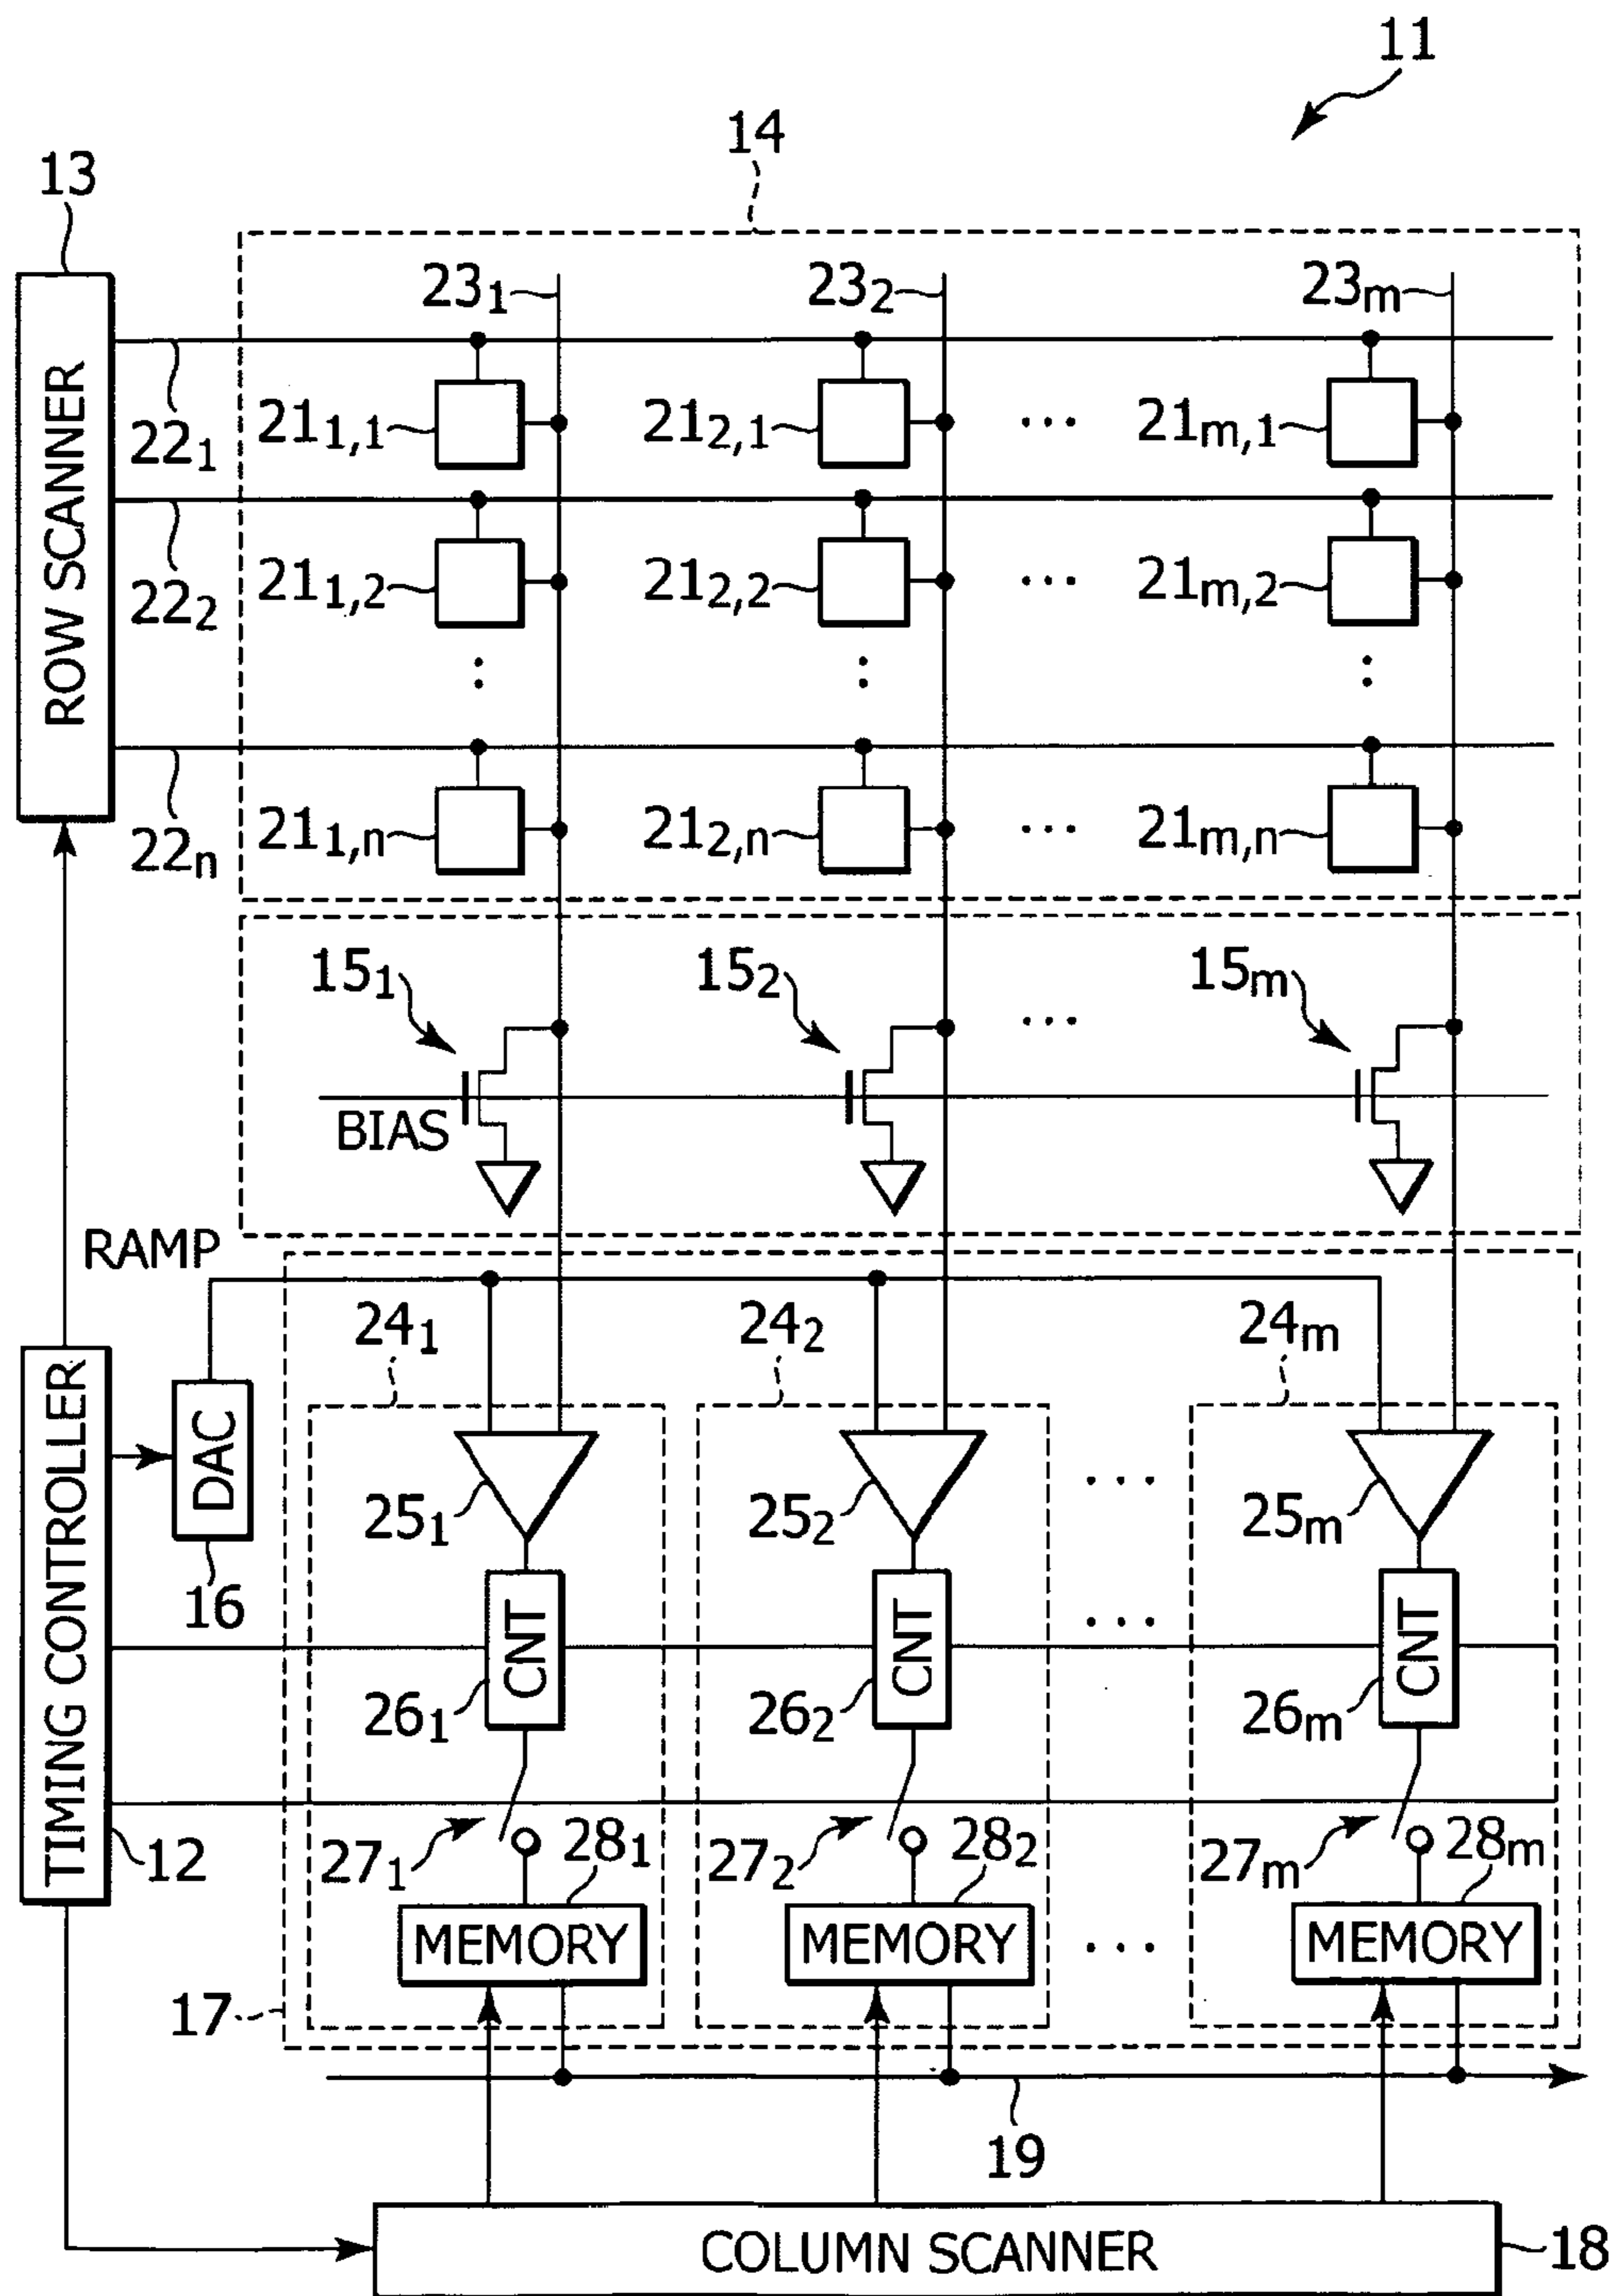 11
14
13
ROW SCANNER
23₁ 23₂ 23m
22₁ 21₁,₁ 21₂,₁ ... 21m,₁
22₂ 21₁,₂ 21₂,₂ ... 21m,₂
22n 21₁,n 21₂,n ... 21m,n
15₁ 15₂ ... 15m
BIAS
RAMP
24₁ 24₂ 24m
TIMING CONTROLLER
DAC
16
25₁ 25₂ ... 25m
CNT CNT ... CNT
26₁ 26₂ 26m
12
27₁ 28₁ 27₂ 28₂ 27m 28m
MEMORY MEMORY ... MEMORY
17
19
COLUMN SCANNER
18